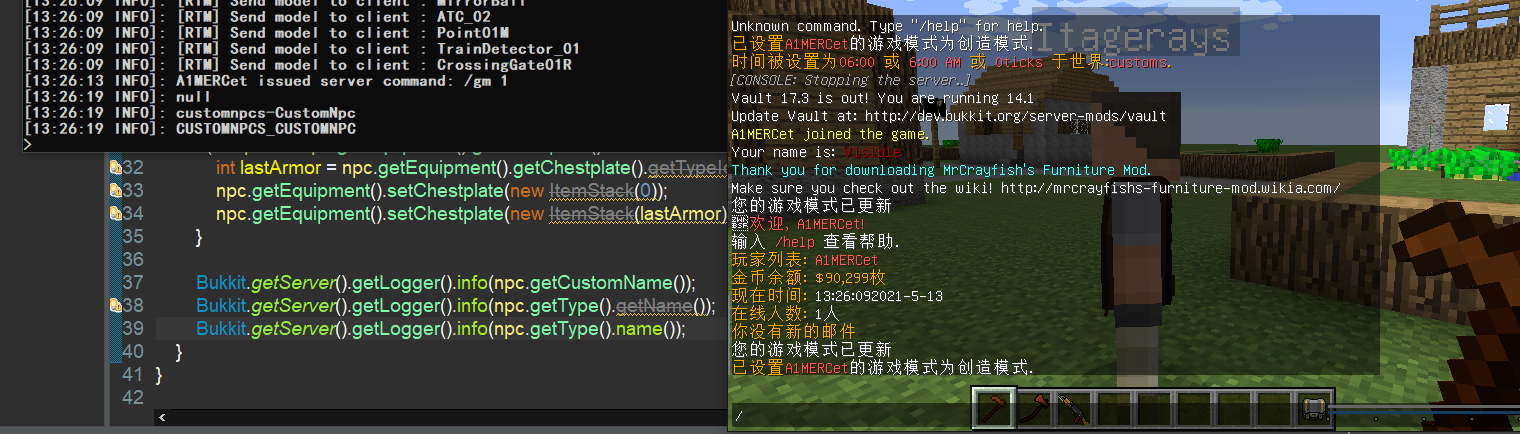 [13:26:09 INFO]: [RTM] Send model to client : MirrorBall
[13:26:09 INFO]: [RTM] Send model to client : ATC_02
[13:26:09 INFO]: [RTM] Send model to client : Point01M
[13:26:09 INFO]: [RTM] Send model to client : TrainDetector_01
[13:26:09 INFO]: [RTM] Send model to client : CrossingGate01R
[13:26:13 INFO]: A1MERCet issued server command: /gm 1
[13:26:19 INFO]: null
[13:26:19 INFO]: customnpcs-CustomNpc
[13:26:19 INFO]: CUSTOMNPCS_CUSTOMNPC
>
32 int lastArmor = npc.getEquipment().getChestplate().getTypeId
33 npc.getEquipment().setChestplate(new ItemStack(0));
34 npc.getEquipment().setChestplate(new ItemStack(lastArmor)
35 }
36
37 Bukkit.getServer().getLogger().info(npc.getCustomName());
38 Bukkit.getServer().getLogger().info(npc.getType().getName());
39 Bukkit.getServer().getLogger().info(npc.getType().name());
40 }
41 }
42
Itagerays
Unknown command. Type "/help" for help.
已设置A1MERCet的游戏模式为创造模式.
时间被设置为06:00 或 6:00 AM 或 0ticks 于世界:customs.
[CONSOLE: Stopping the server..]
Vault 17.3 is out! You are running 14.1
Update Vault at: http://dev.bukkit.org/server-mods/vault
A1MERCet joined the game.
Your name is: Visible
Thank you for downloading MrCrayfish's Furniture Mod.
Make sure you check out the wiki! http://mrcrayfishs-furniture-mod.wikia.com/
您的游戏模式已更新
欢迎, A1MERCet!
输入 /help 查看帮助.
玩家列表: A1MERCet
金币余额: $90,299枚
现在时间: 13:26:092021-5-13
在线人数: 1人
你没有新的邮件
您的游戏模式已更新
已设置A1MERCet的游戏模式为创造模式.
/